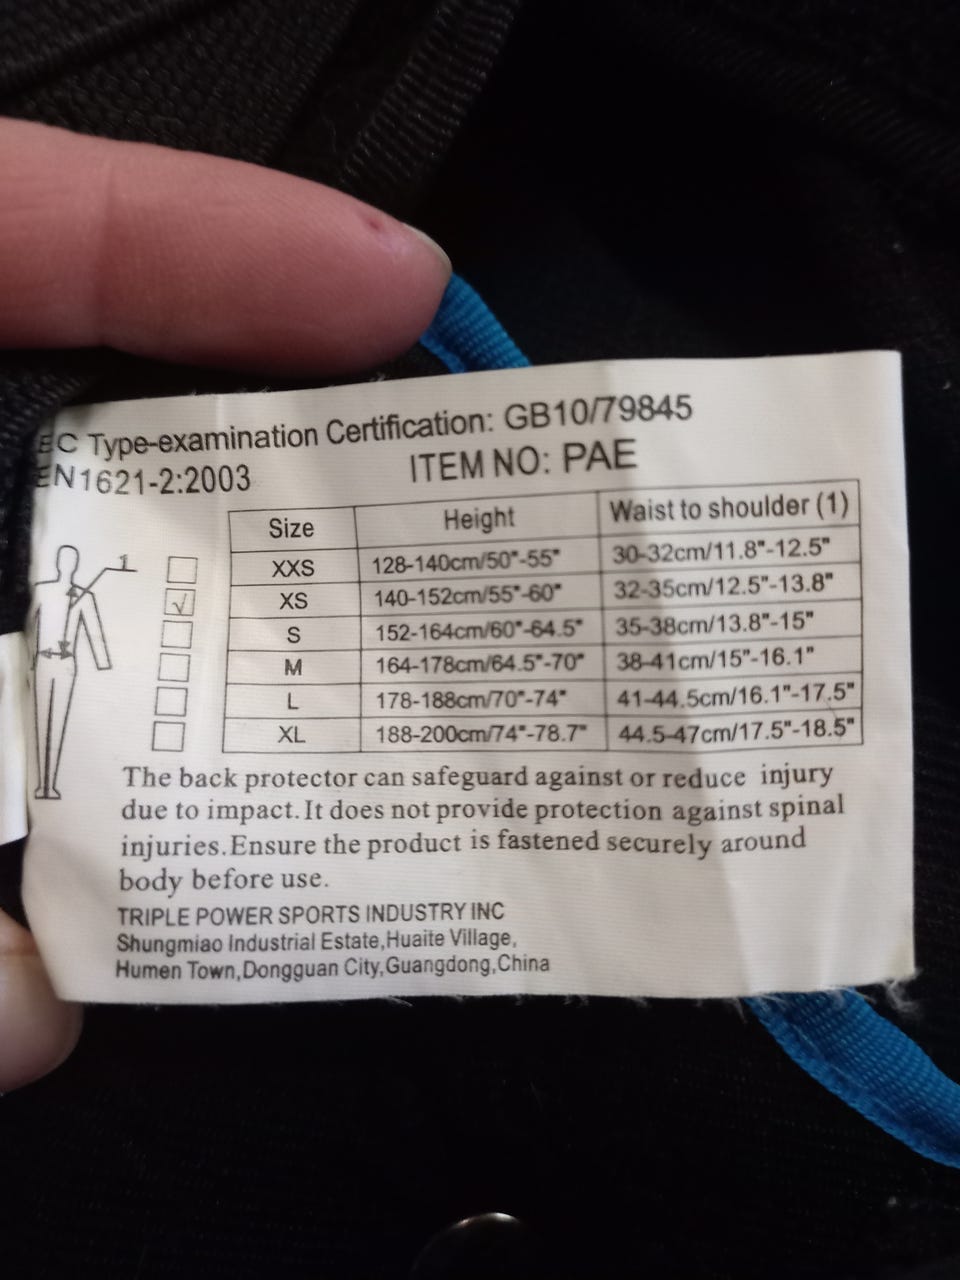 EC Type-examination Certification: GB10/79845
EN1621-2:2003 ITEM NO: PAE
Size Height Waist to shoulder (1)
XXS 128-140cm/50"-55" 30-32cm/11.8"-12.5"
√ XS 140-152cm/55"-60" 32-35cm/12.5"-13.8"
S 152-164cm/60"-64.5" 35-38cm/13.8"-15"
M 164-178cm/64.5"-70" 38-41cm/15"-16.1"
L 178-188cm/70"-74" 41-44.5cm/16.1"-17.5"
XL 188-200cm/74"-78.7" 44.5-47cm/17.5"-18.5"
1
The back protector can safeguard against or reduce injury
due to impact. It does not provide protection against spinal
injuries.Ensure the product is fastened securely around
body before use.
TRIPLE POWER SPORTS INDUSTRY INC
Shungmiao Industrial Estate,Huaite Village,
Humen Town,Dongguan City,Guangdong,China